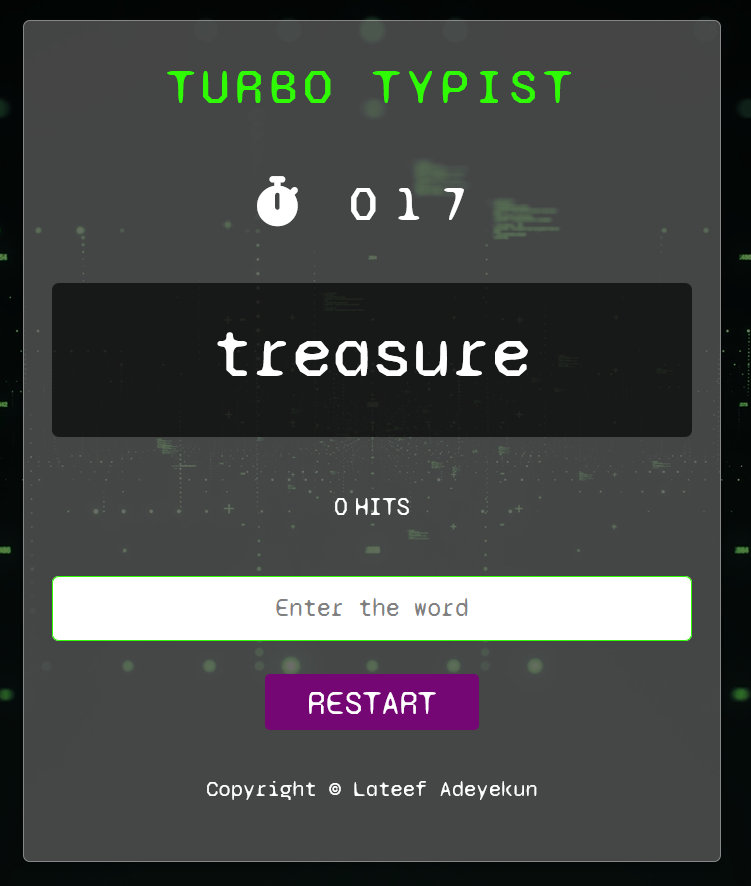 TURBO TYPIST
017
treasure
0 HITS
Enter the word
RESTART
Copyright © Lateef Adeyekun